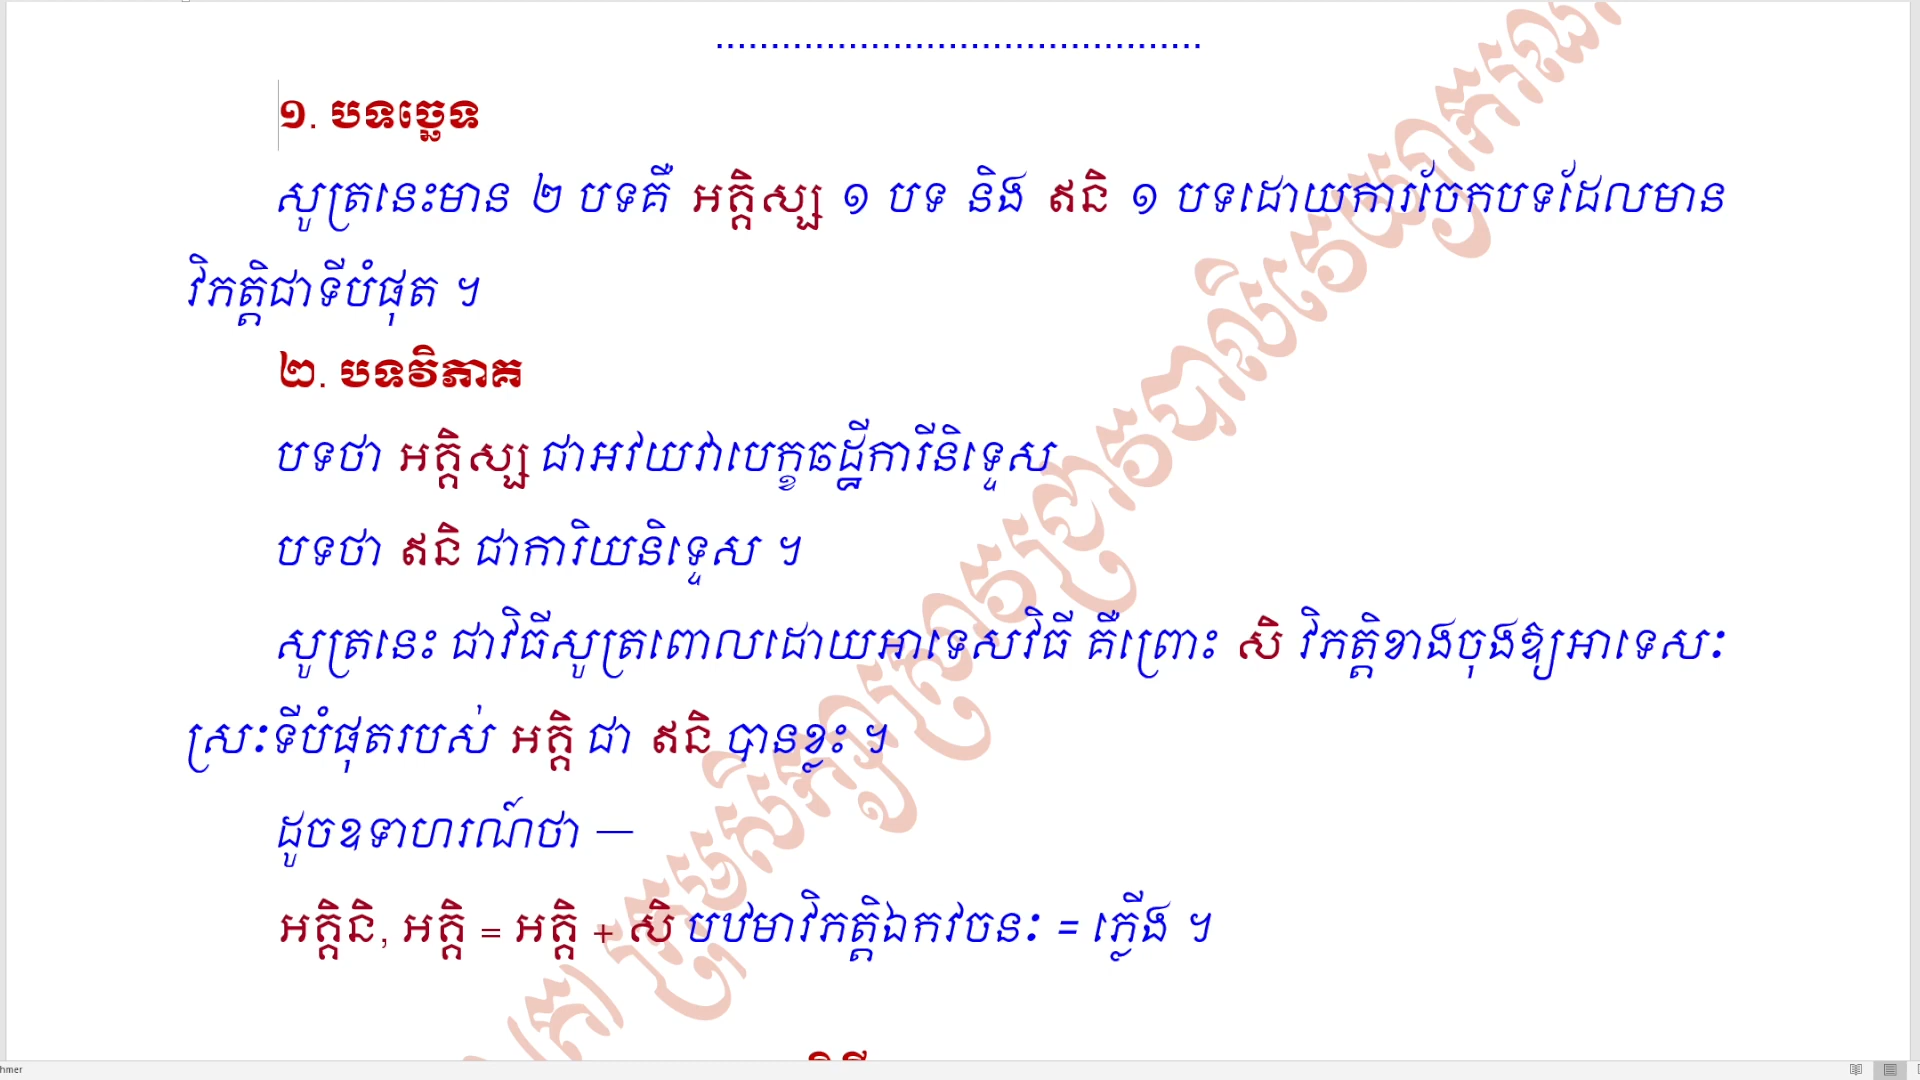 ...........................................
១. បទច្ឆេទ
សូត្រនេះមាន ២ បទគឺ អគ្គិស្ស ១ បទ និង ឥនិ ១ បទដោយការចែកបទដែលមាន
វិភត្តិជាទីបំផុត ។
២. បទវិភាគ
បទថា អគ្គិស្ស ជាអវយវាបេក្ខឆដ្ឋីការីនិទ្ទេស
បទថា ឥនិ ជាការិយនិទ្ទេស ។
សូត្រនេះ ជាវិធីសូត្រពោលដោយអាទេសវិធី គឺព្រោះ សិ វិភត្តិខាងចុងឱ្យអាទេសៈ
ស្រៈទីបំផុតរបស់ អគ្គិ ជា ឥនិ បានខ្លះ ។
ដូចឧទាហរណ៍ថា —
អគ្គិនិ, អគ្គិ = អគ្គិ + សិ បឋមាវិភត្តិឯកវចនៈ = ភ្លើង ។
hmer